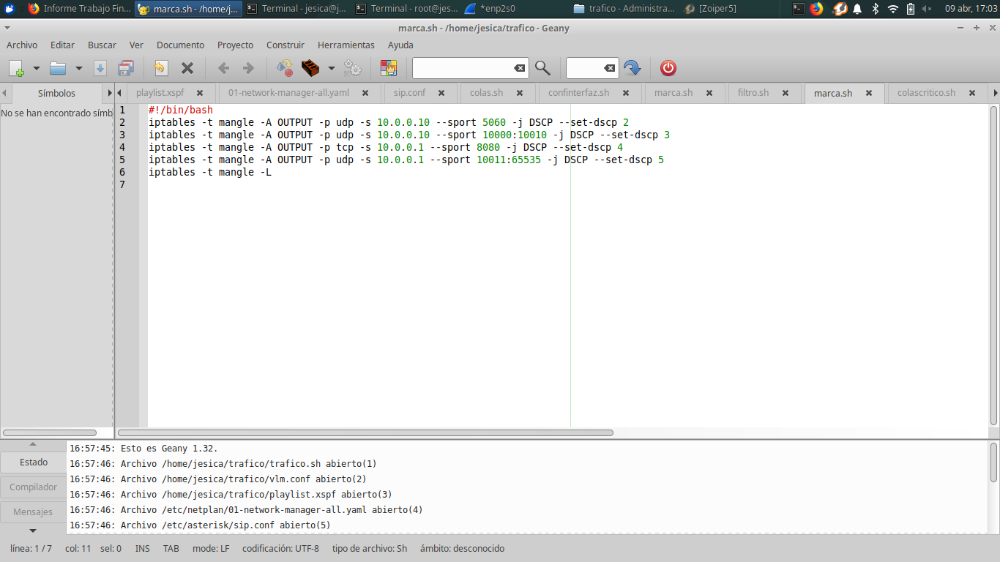 Informe Trabajo Fin... marca.sh - /home/j... Terminal - jesica@j... Terminal - root@jes... *enp2s0 trafico - Administra... [Zoiper5] 09 abr, 17:03
marca.sh - /home/jesica/trafico - Geany
Archivo Editar Buscar Ver Documento Proyecto Construir Herramientas Ayuda
Símbolos playlist.xspf 01-network-manager-all.yaml sip.conf colas.sh confinterfaz.sh marca.sh filtro.sh marca.sh colascritico.sh
No se han encontrado símb
1 #!/bin/bash
2 iptables -t mangle -A OUTPUT -p udp -s 10.0.0.10 --sport 5060 -j DSCP --set-dscp 2
3 iptables -t mangle -A OUTPUT -p udp -s 10.0.0.10 --sport 10000:10010 -j DSCP --set-dscp 3
4 iptables -t mangle -A OUTPUT -p tcp -s 10.0.0.1 --sport 8080 -j DSCP --set-dscp 4
5 iptables -t mangle -A OUTPUT -p udp -s 10.0.0.1 --sport 10011:65535 -j DSCP --set-dscp 5
6 iptables -t mangle -L
7
Estado
Compilador
Mensajes
16:57:45: Esto es Geany 1.32.
16:57:46: Archivo /home/jesica/trafico/trafico.sh abierto(1)
16:57:46: Archivo /home/jesica/trafico/vlm.conf abierto(2)
16:57:46: Archivo /home/jesica/trafico/playlist.xspf abierto(3)
16:57:46: Archivo /etc/netplan/01-network-manager-all.yaml abierto(4)
16:57:46: Archivo /etc/asterisk/sip.conf abierto(5)
línea: 1 / 7 col: 11 sel: 0 INS TAB mode: LF codificación: UTF-8 tipo de archivo: Sh ámbito: desconocido